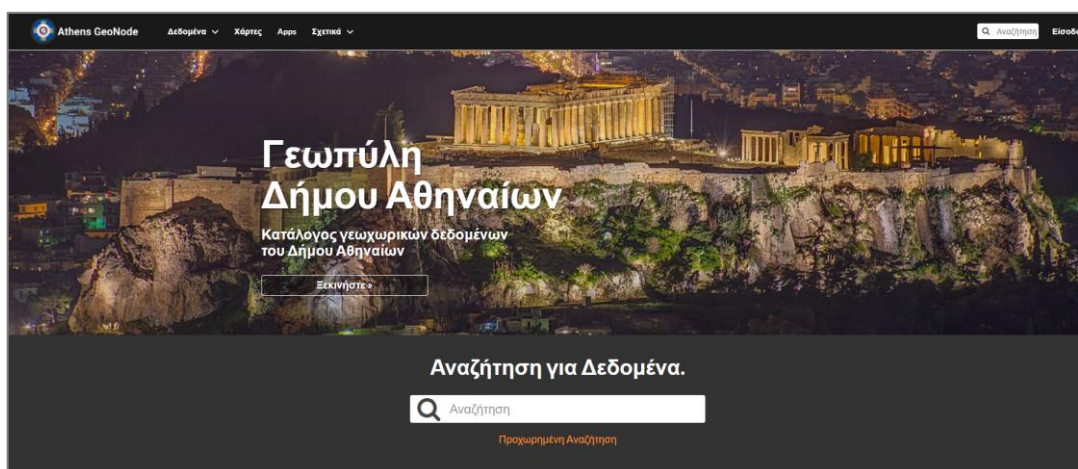 Athens GeoNode Δεδομένα Χάρτες Apps Σχετικά Αναζήτηση
Γεωπύλη
Δήμου Αθηναίων
Κατάλογος γεωχωρικών δεδομένων
του Δήμου Αθηναίων
Ξεκινήστε »
Αναζήτηση για Δεδομένα.
Αναζήτηση
Προχωρημένη Αναζήτηση